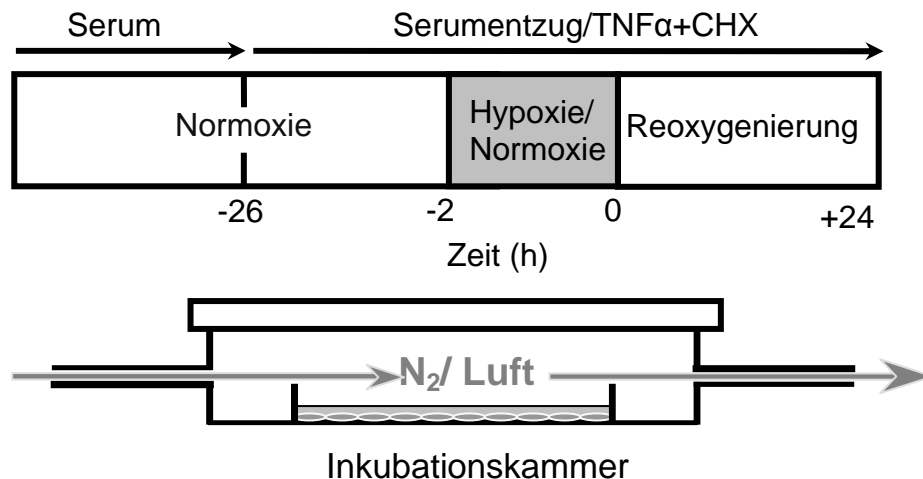 Serum
Serumentzug/TNFα+CHX
Normoxie
Hypoxie/
Normoxie
Reoxygenierung
-26
-2
0
+24
Zeit (h)
N₂/ Luft
Inkubationskammer